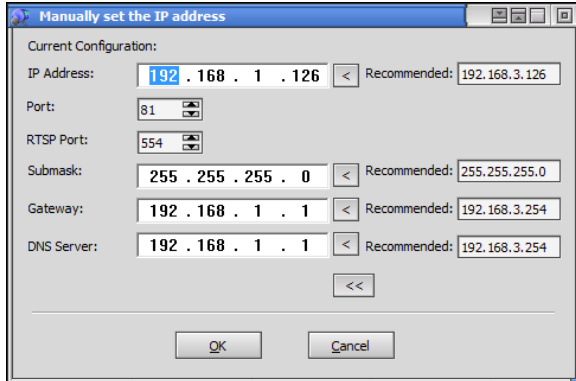 Manually set the IP address
Current Configuration:
IP Address: 192 . 168 . 1 . 126 < Recommended: 192.168.3.126
Port: 81
RTSP Port: 554
Submask: 255 . 255 . 255 . 0 < Recommended: 255.255.255.0
Gateway: 192 . 168 . 1 . 1 < Recommended: 192.168.3.254
DNS Server: 192 . 168 . 1 . 1 < Recommended: 192.168.3.254
<<
OK Cancel